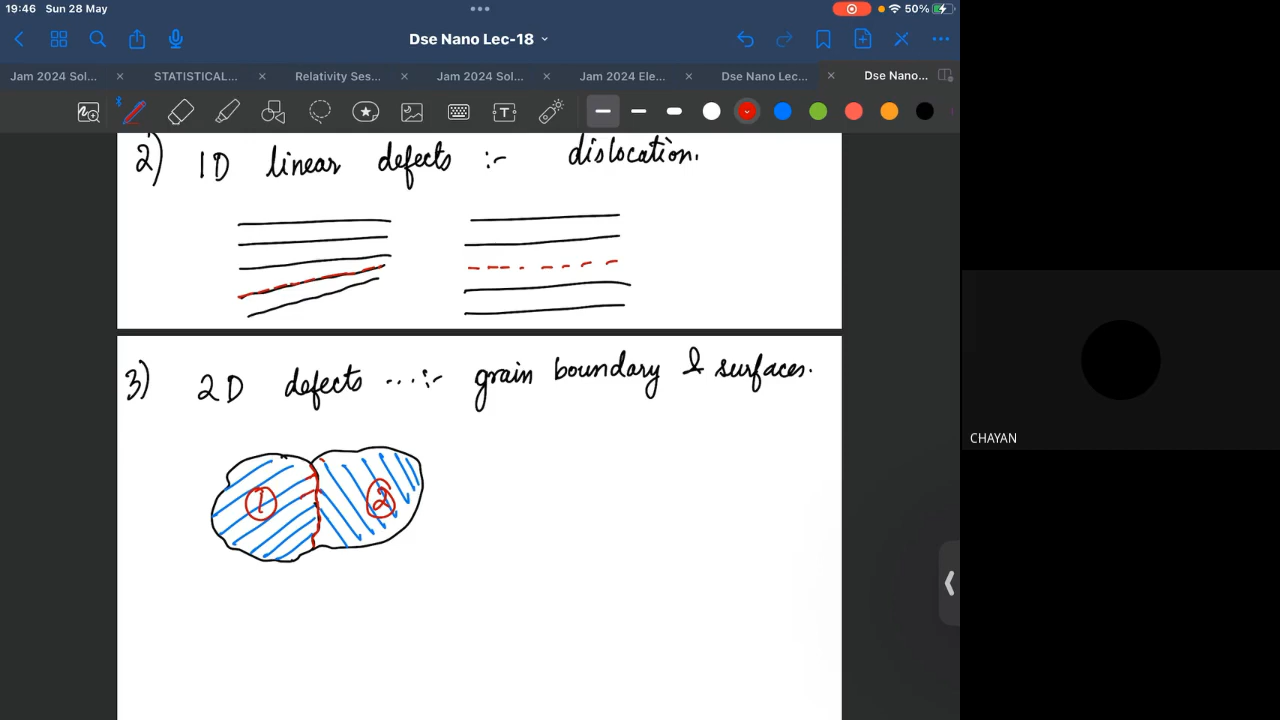 19:46 Sun 28 May
50%
Dse Nano Lec-18
Jam 2024 Sol...
STATISTICAL...
Relativity Ses...
Jam 2024 Sol...
Jam 2024 Ele...
Dse Nano Lec...
Dse Nano...
2) 1D linear defects :- dislocation.
3) 2D defects ...:- grain boundary & surfaces.
1
2
CHAYAN